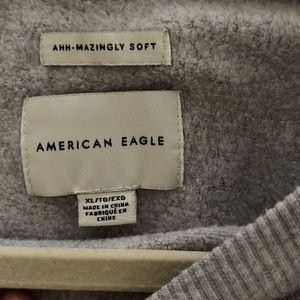 AHH-MAZINGLY SOFT
AMERICAN EAGLE
XL/TG/EXG
MADE IN CHINA
FABRIQUÉ EN
CHINE